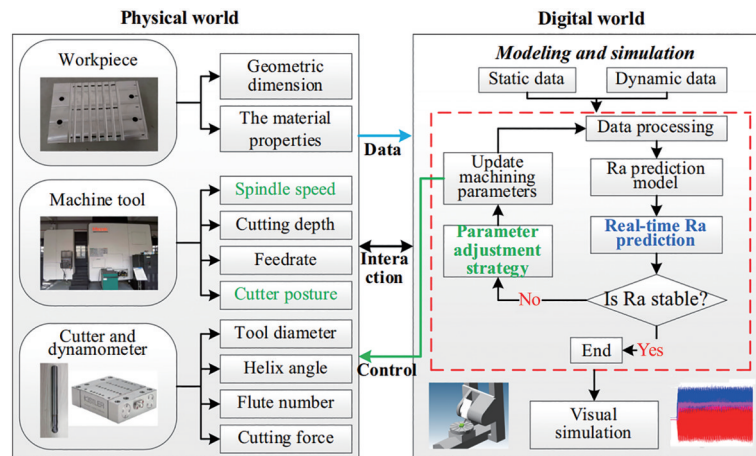 Physical world
Workpiece
Geometric
dimension
The material
properties
Machine tool
Spindle speed
Cutting depth
Feedrate
Cutter posture
Cutter and
dynamometer
Tool diameter
Helix angle
Flute number
Cutting force
Data
Intera
ction
Control
Digital world
Modeling and simulation
Static data
Dynamic data
Data processing
Update
machining
parameters
Ra prediction
model
Parameter
adjustment
strategy
Real-time Ra
prediction
No
Is Ra stable?
End
Yes
Visual
simulation